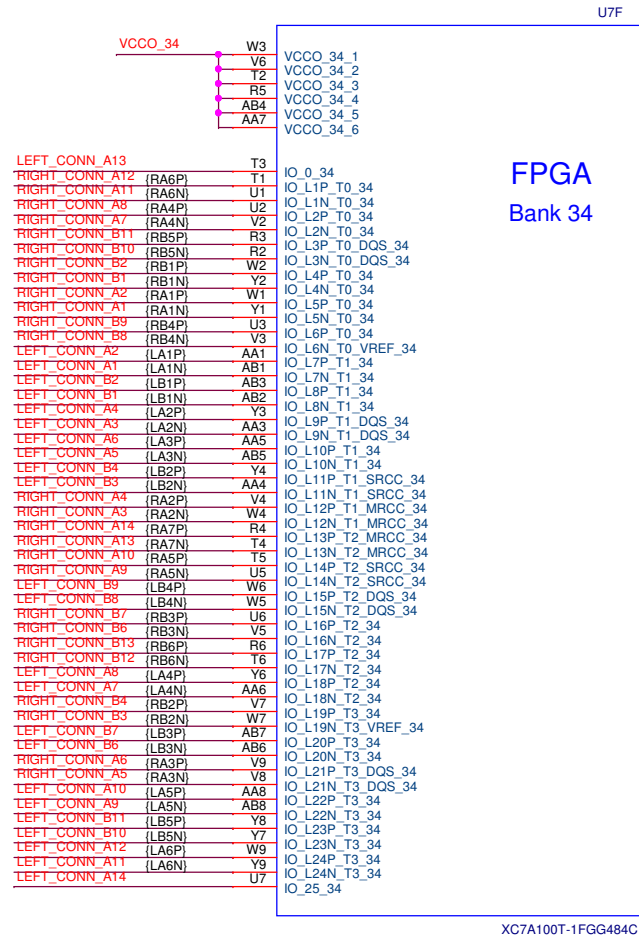 U7F
VCCO_34 W3 VCCO_34_1
V6 VCCO_34_2
T2 VCCO_34_3
R5 VCCO_34_4
AB4 VCCO_34_5
AA7 VCCO_34_6
FPGA
Bank 34
LEFT_CONN_A13 T3 IO_0_34
RIGHT_CONN_A12 {RA6P} T1 IO_L1P_T0_34
RIGHT_CONN_A11 {RA6N} U1 IO_L1N_T0_34
RIGHT_CONN_A8 {RA4P} U2 IO_L2P_T0_34
RIGHT_CONN_A7 {RA4N} V2 IO_L2N_T0_34
RIGHT_CONN_B11 {RB5P} R3 IO_L3P_T0_DQS_34
RIGHT_CONN_B10 {RB5N} R2 IO_L3N_T0_DQS_34
RIGHT_CONN_B2 {RB1P} W2 IO_L4P_T0_34
RIGHT_CONN_B1 {RB1N} Y2 IO_L4N_T0_34
RIGHT_CONN_A2 {RA1P} W1 IO_L5P_T0_34
RIGHT_CONN_A1 {RA1N} Y1 IO_L5N_T0_34
RIGHT_CONN_B9 {RB4P} U3 IO_L6P_T0_34
RIGHT_CONN_B8 {RB4N} V3 IO_L6N_T0_VREF_34
LEFT_CONN_A2 {LA1P} AA1 IO_L7P_T1_34
LEFT_CONN_A1 {LA1N} AB1 IO_L7N_T1_34
LEFT_CONN_B2 {LB1P} AB3 IO_L8P_T1_34
LEFT_CONN_B1 {LB1N} AB2 IO_L8N_T1_34
LEFT_CONN_A4 {LA2P} Y3 IO_L9P_T1_DQS_34
LEFT_CONN_A3 {LA2N} AA3 IO_L9N_T1_DQS_34
LEFT_CONN_A6 {LA3P} AA5 IO_L10P_T1_34
LEFT_CONN_A5 {LA3N} AB5 IO_L10N_T1_34
LEFT_CONN_B4 {LB2P} Y4 IO_L11P_T1_SRCC_34
LEFT_CONN_B3 {LB2N} AA4 IO_L11N_T1_SRCC_34
RIGHT_CONN_A4 {RA2P} V4 IO_L12P_T1_MRCC_34
RIGHT_CONN_A3 {RA2N} W4 IO_L12N_T1_MRCC_34
RIGHT_CONN_A14 {RA7P} R4 IO_L13P_T2_MRCC_34
RIGHT_CONN_A13 {RA7N} T4 IO_L13N_T2_MRCC_34
RIGHT_CONN_A10 {RA5P} T5 IO_L14P_T2_SRCC_34
RIGHT_CONN_A9 {RA5N} U5 IO_L14N_T2_SRCC_34
LEFT_CONN_B9 {LB4P} W6 IO_L15P_T2_DQS_34
LEFT_CONN_B8 {LB4N} W5 IO_L15N_T2_DQS_34
RIGHT_CONN_B7 {RB3P} U6 IO_L16P_T2_34
RIGHT_CONN_B6 {RB3N} V5 IO_L16N_T2_34
RIGHT_CONN_B13 {RB6P} R6 IO_L17P_T2_34
RIGHT_CONN_B12 {RB6N} T6 IO_L17N_T2_34
LEFT_CONN_A8 {LA4P} Y6 IO_L18P_T2_34
LEFT_CONN_A7 {LA4N} AA6 IO_L18N_T2_34
RIGHT_CONN_B4 {RB2P} V7 IO_L19P_T3_34
RIGHT_CONN_B3 {RB2N} W7 IO_L19N_T3_VREF_34
LEFT_CONN_B7 {LB3P} AB7 IO_L20P_T3_34
LEFT_CONN_B6 {LB3N} AB6 IO_L20N_T3_34
RIGHT_CONN_A6 {RA3P} V9 IO_L21P_T3_DQS_34
RIGHT_CONN_A5 {RA3N} V8 IO_L21N_T3_DQS_34
LEFT_CONN_A10 {LA5P} AA8 IO_L22P_T3_34
LEFT_CONN_A9 {LA5N} AB8 IO_L22N_T3_34
LEFT_CONN_B11 {LB5P} Y8 IO_L23P_T3_34
LEFT_CONN_B10 {LB5N} Y7 IO_L23N_T3_34
LEFT_CONN_A12 {LA6P} W9 IO_L24P_T3_34
LEFT_CONN_A11 {LA6N} Y9 IO_L24N_T3_34
LEFT_CONN_A14 U7 IO_25_34
XC7A100T-1FGG484C